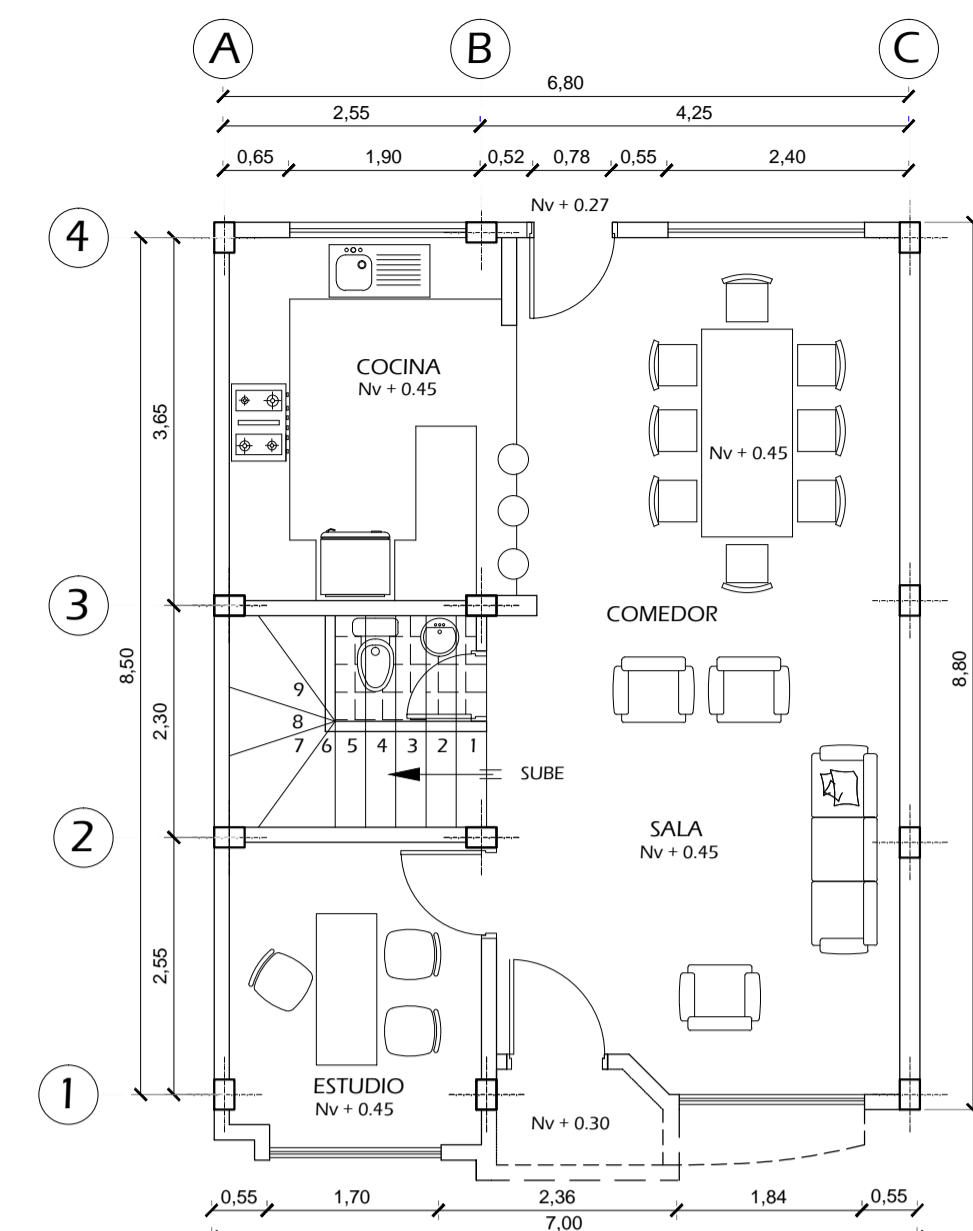 A B C
6,80
2,55 4,25
0,65 1,90 0,52 0,78 0,55 2,40
Nv + 0.27
4
COCINA
Nv + 0.45
3,65
Nv + 0.45
3
COMEDOR
8,50
8,80
2,30
9
8
7 6 5 4 3 2 1
SUBE
2
SALA
Nv + 0.45
2,55
1
ESTUDIO
Nv + 0.45
Nv + 0.30
0,55 1,70 2,36 1,84 0,55
7,00